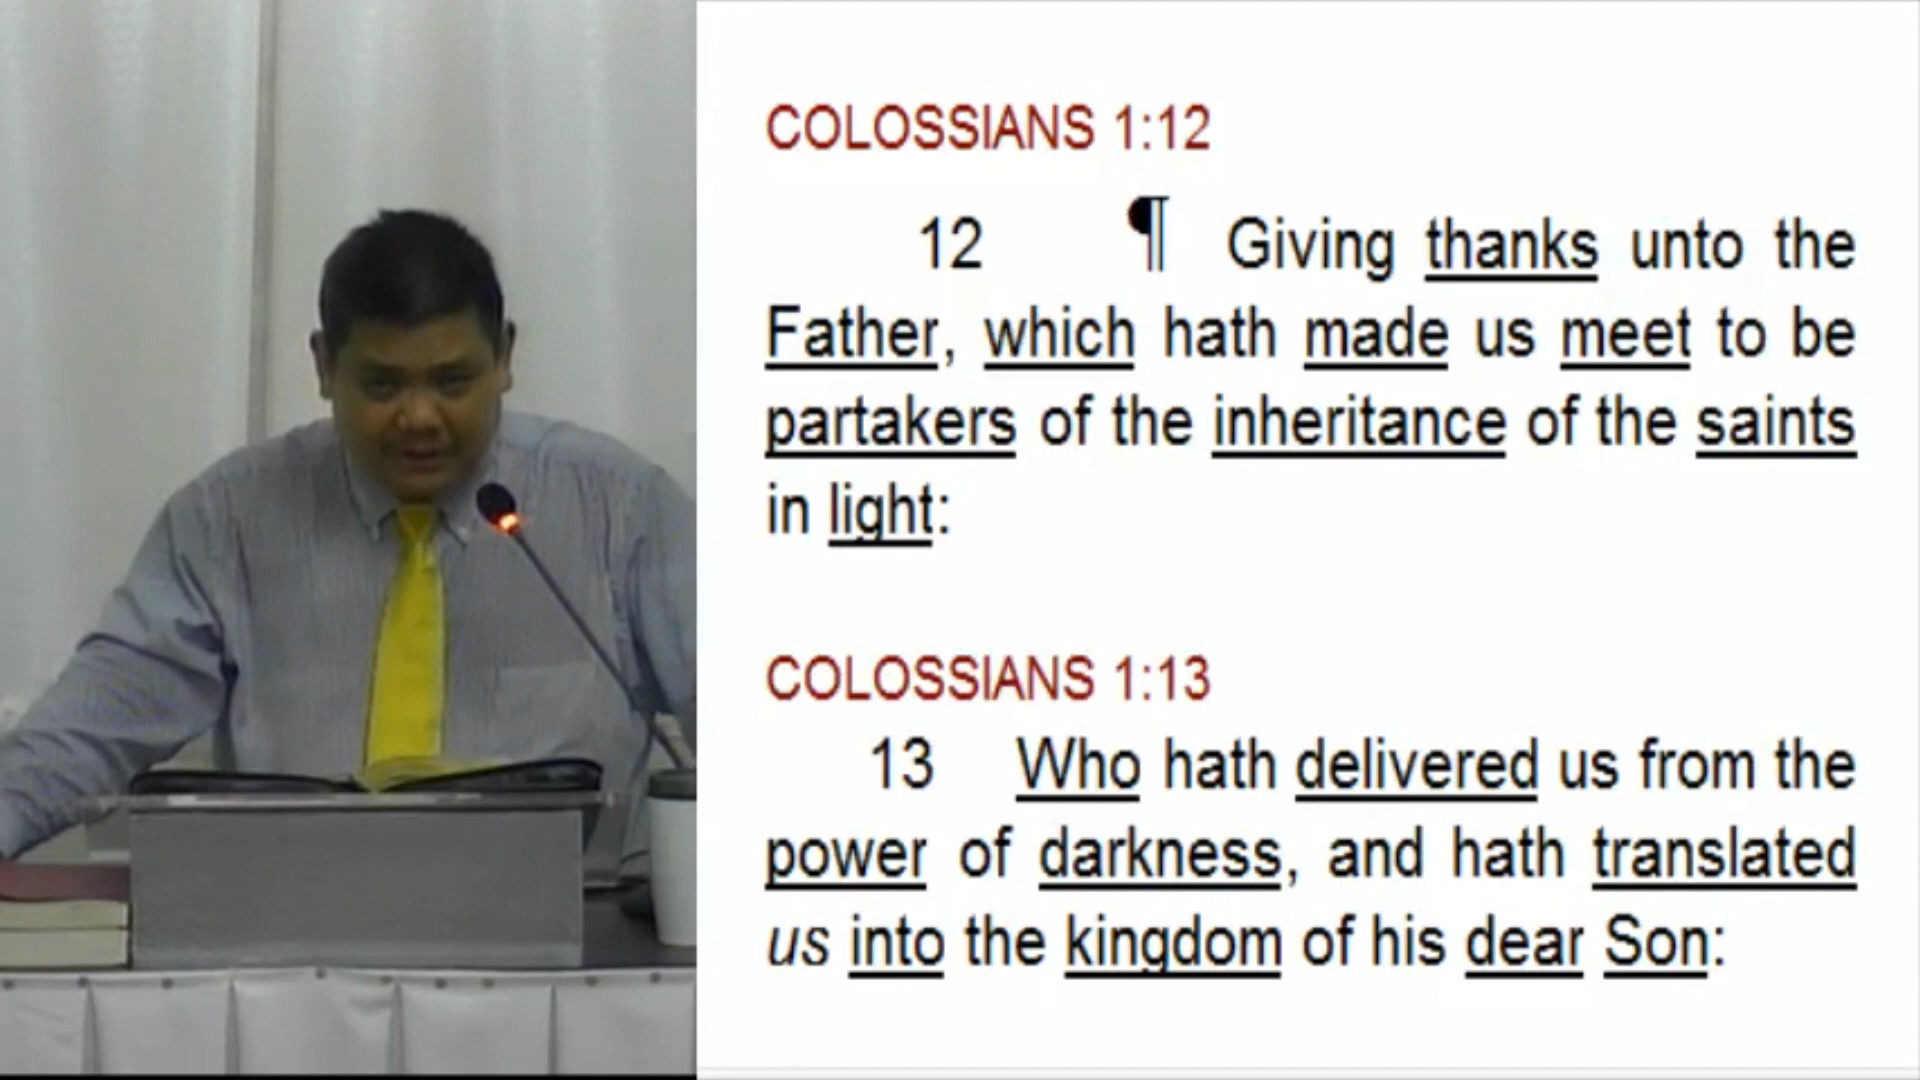 COLOSSIANS 1:12
12 ¶ Giving thanks unto the
Father, which hath made us meet to be
partakers of the inheritance of the saints
in light:
COLOSSIANS 1:13
13 Who hath delivered us from the
power of darkness, and hath translated
us into the kingdom of his dear Son: